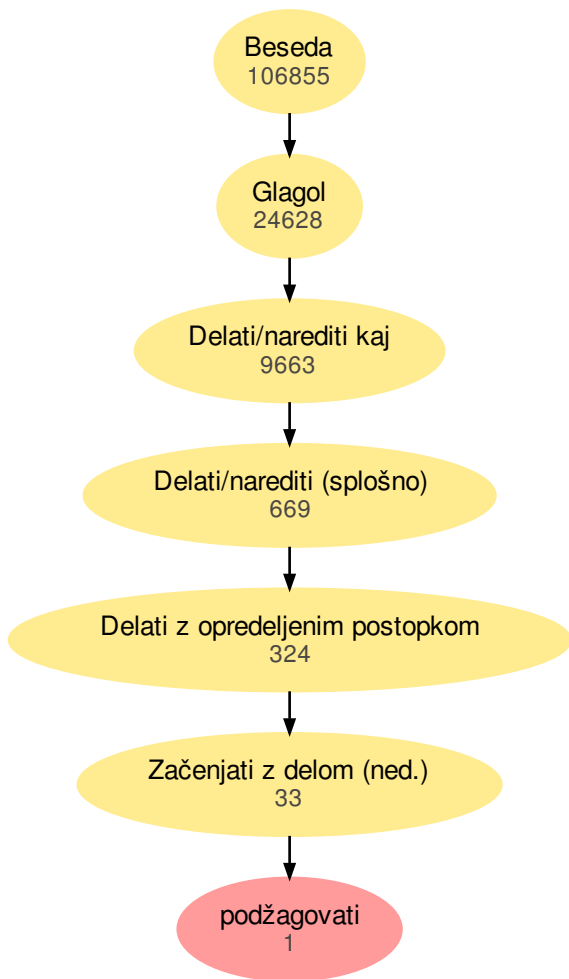 Beseda
106855
Glagol
24628
Delati/narediti kaj
9663
Delati/narediti (splošno)
669
Delati z opredeljenim postopkom
324
Začenjati z delom (ned.)
33
podžagovati
1